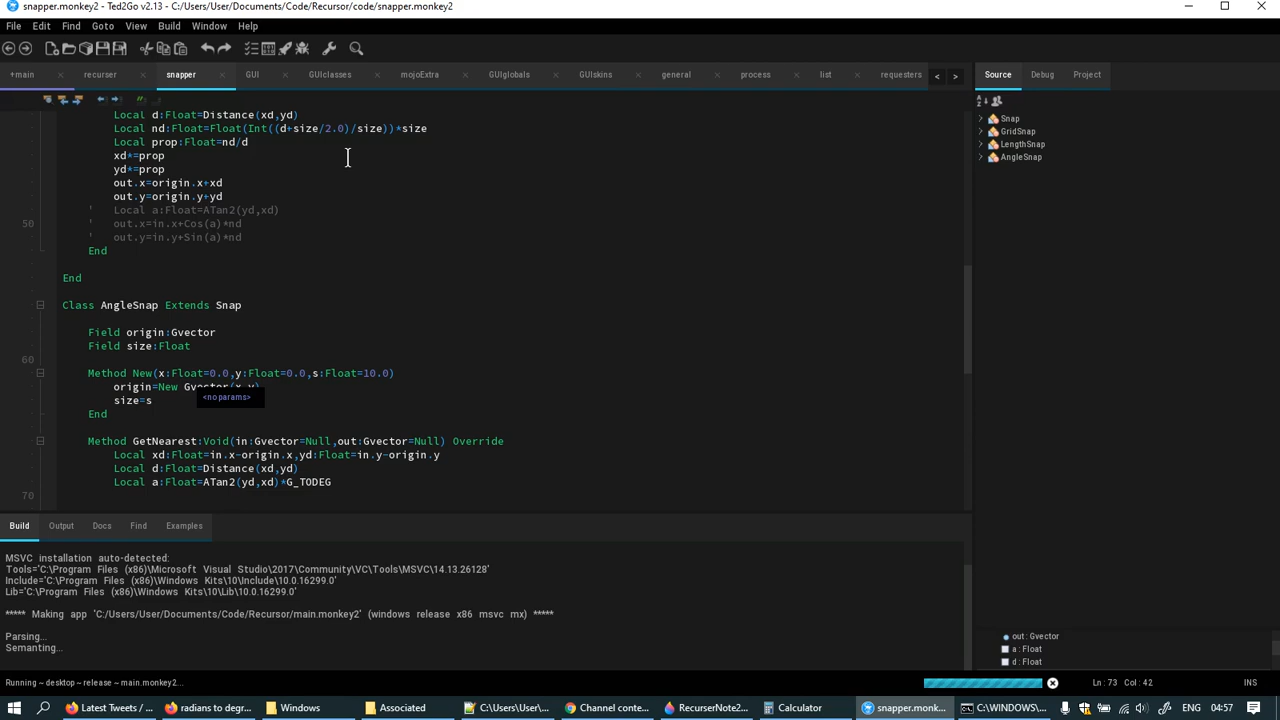 C:/Users/User/Documents/Code/Recursor/code/snapper.monkey2 - Ted2Go v2.13 - C:/Users/User/Documents/Code/Recursor/code/snapper.monkey2
File Edit Find Goto View Build Window Help
+main recurser snapper GUI GUIclasses mojoExtra GUIglobals GUIskins general process list requesters < >
Source Debug Project
Snap
GridSnap
LengthSnap
AngleSnap
Local d:Float=Distance(xd,yd)
Local nd:Float=Float(Int((d+size/2.0)/size))*size
Local prop:Float=nd/d
xd*=prop
yd*=prop
out.x=origin.x+xd
out.y=origin.y+yd
' Local a:Float=ATan2(yd,xd)
50 ' out.x=in.x+Cos(a)*nd
' out.y=in.y+Sin(a)*nd
End
End
Class AngleSnap Extends Snap
Field origin:Gvector
Field size:Float
60
Method New(x:Float=0.0,y:Float=0.0,s:Float=10.0)
origin=New Gvector(x,y)
size=s
<no params>
End
Method GetNearest:Void(in:Gvector=Null,out:Gvector=Null) Override
Local xd:Float=in.x-origin.x,yd:Float=in.y-origin.y
Local d:Float=Distance(xd,yd)
Local a:Float=ATan2(yd,xd)*G_TODEG
70
Build Output Docs Find Examples
MSVC installation auto-detected:
Tools='C:\Program Files (x86)\Microsoft Visual Studio\2017\Community\VC\Tools\MSVC\14.13.26128'
Include='C:\Program Files (x86)\Windows Kits\10\Include\10.0.16299.0'
Lib='C:\Program Files (x86)\Windows Kits\10\Lib\10.0.16299.0'
***** Making app 'C:/Users/User/Documents/Code/Recursor/main.monkey2' (windows release x86 msvc mx) *****
Parsing...
Semanting...
out : Gvector
a : Float
d : Float
Running ~ desktop ~ release ~ main.monkey2... Ln : 73 Col : 42 INS
Latest Tweets / ... radians to degr... Windows Associated C:\Users\User\... Channel conte... RecurserNote2... Calculator snapper.monk... C:\WINDOWS\... ENG 04:57